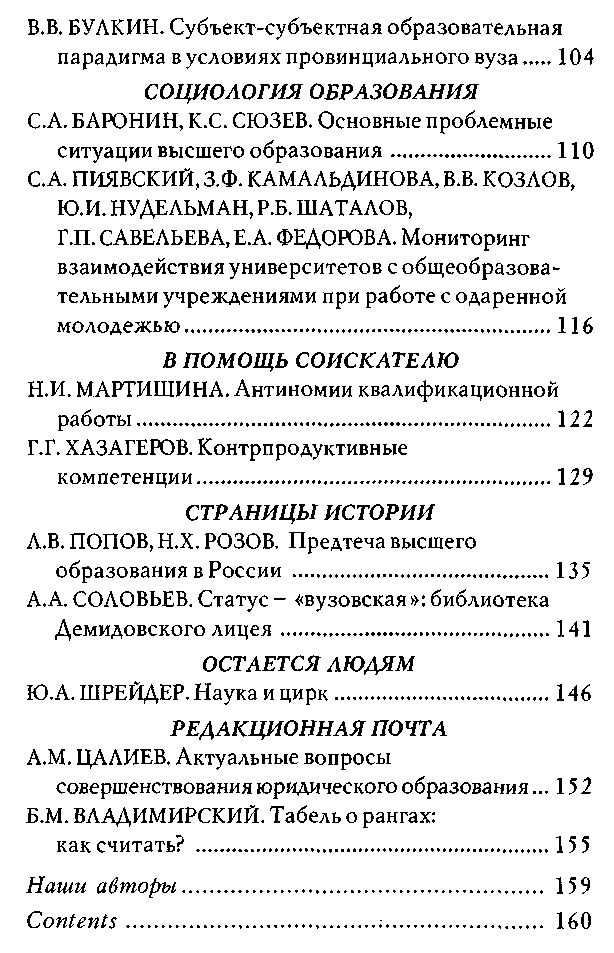 В.В. БУЛКИН. Субъект-субъектная образовательная
парадигма в условиях провинциального вуза ..... 104
СОЦИОЛОГИЯ ОБРАЗОВАНИЯ
С.А. БАРОНИН, К.С. СЮЗЕВ. Основные проблемные
ситуации высшего образования ........................... 110
С.А. ПИЯВСКИЙ, З.Ф. КАМАЛЬДИНОВА, В.В. КОЗЛОВ,
Ю.И. НУДЕЛЬМАН, Р.Б. ШАТАЛОВ,
Г.П. САВЕЛЬЕВА, Е.А. ФЕДОРОВА. Мониторинг
взаимодействия университетов с общеобразова-
тельными учреждениями при работе с одаренной
молодежью ............................................................. 116
В ПОМОЩЬ СОИСКАТЕЛЮ
Н.И. МАРТИШИНА. Антиномии квалификационной
работы ..................................................................... 122
Г.Г. ХАЗАГЕРОВ. Контрпродуктивные
компетенции ........................................................... 129
СТРАНИЦЫ ИСТОРИИ
Л.В. ПОПОВ, Н.Х. РОЗОВ. Предтеча высшего
образования в России ........................................... 135
А.А. СОЛОВЬЕВ. Статус – «вузовская»: библиотека
Демидовского лицея ............................................. 141
ОСТАЕТСЯ ЛЮДЯМ
Ю.А. ШРЕЙДЕР. Наука и цирк .................................... 146
РЕДАКЦИОННАЯ ПОЧТА
А.М. ЦАЛИЕВ. Актуальные вопросы
совершенствования юридического образования ... 152
Б.М. ВЛАДИМИРСКИЙ. Табель о рангах:
как считать? ........................................................... 155
Наши авторы ............................................................. 159
Contents ...................................................................... 160